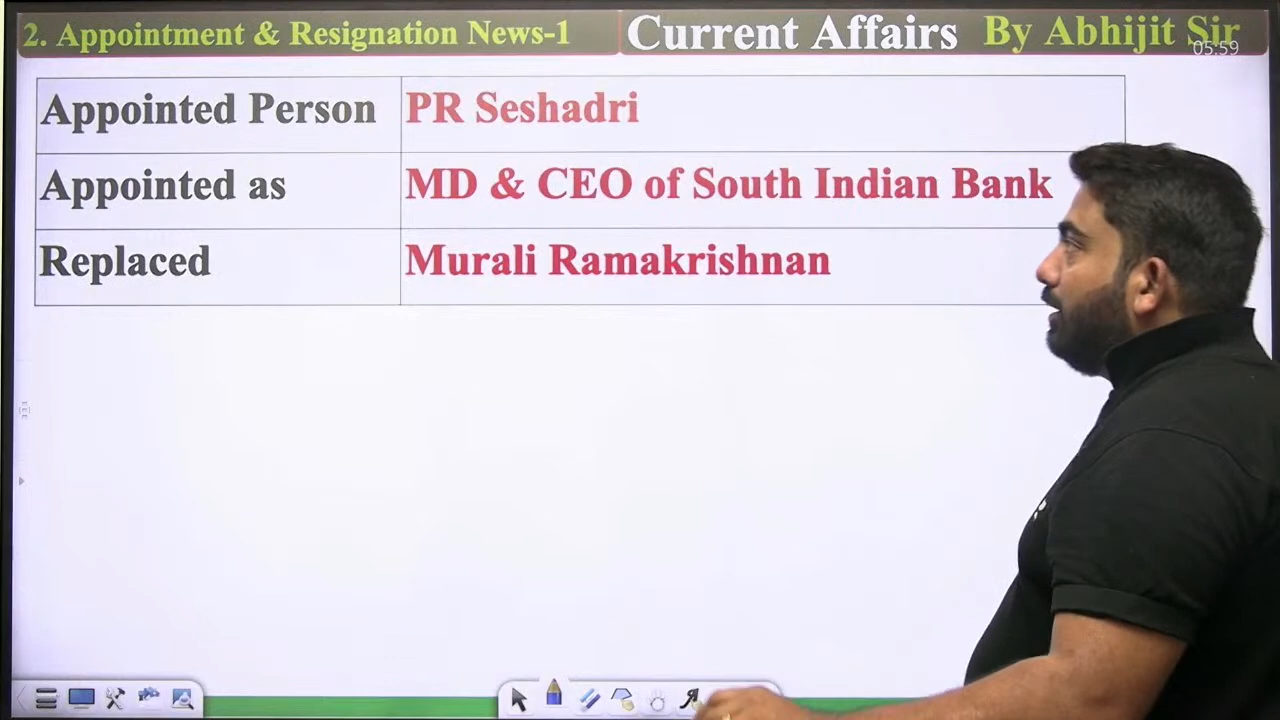 2. Appointment & Resignation News-1
Current Affairs
By Abhijit Sir
05:59
Appointed Person PR Seshadri
Appointed as MD & CEO of South Indian Bank
Replaced Murali Ramakrishnan